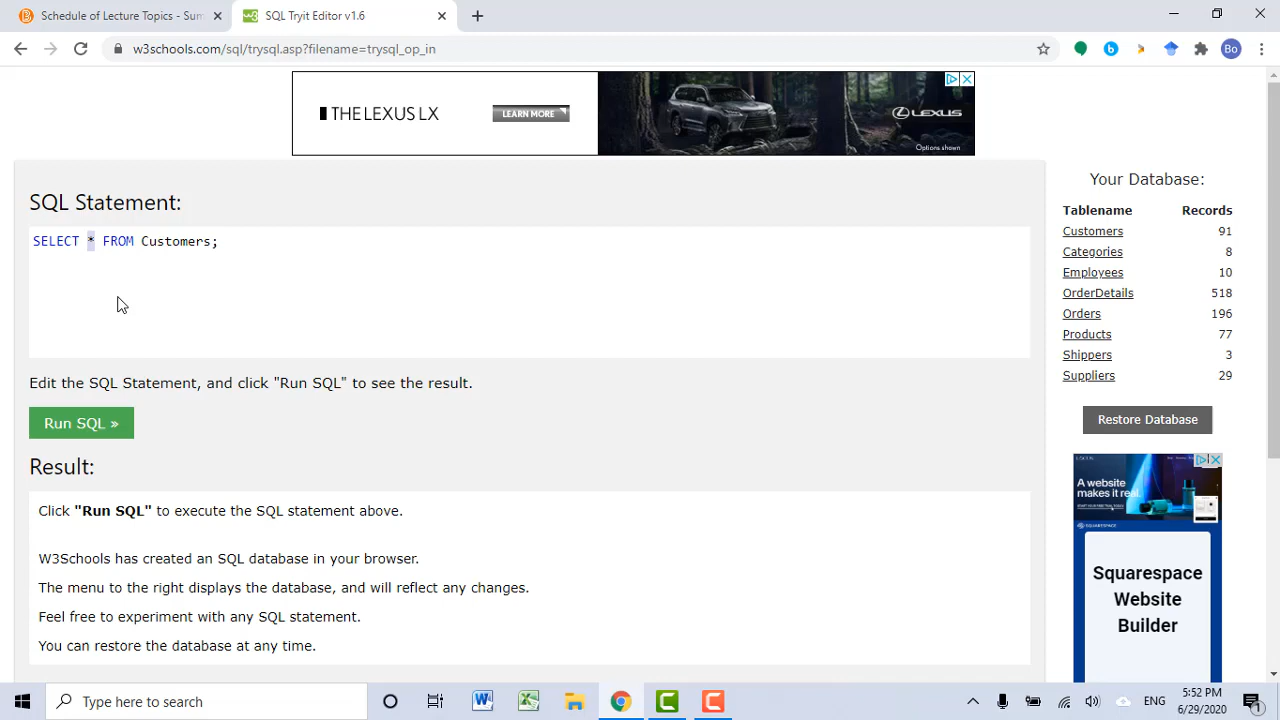 Schedule of Lecture Topics - Sum
SQL Tryit Editor v1.6
w3schools.com/sql/trysql.asp?filename=trysql_op_in
Bo
THE LEXUS LX
LEARN MORE
LEXUS
Options shown
SQL Statement:
SELECT * FROM Customers;
Edit the SQL Statement, and click "Run SQL" to see the result.
Run SQL »
Result:
Click "Run SQL" to execute the SQL statement above.
W3Schools has created an SQL database in your browser.
The menu to the right displays the database, and will reflect any changes.
Feel free to experiment with any SQL statement.
You can restore the database at any time.
Your Database:
Tablename Records
Customers 91
Categories 8
Employees 10
OrderDetails 518
Orders 196
Products 77
Shippers 3
Suppliers 29
Restore Database
A website
makes it real.
SQUARESPACE
Squarespace
Website
Builder
Type here to search
ENG
5:52 PM
6/29/2020
1